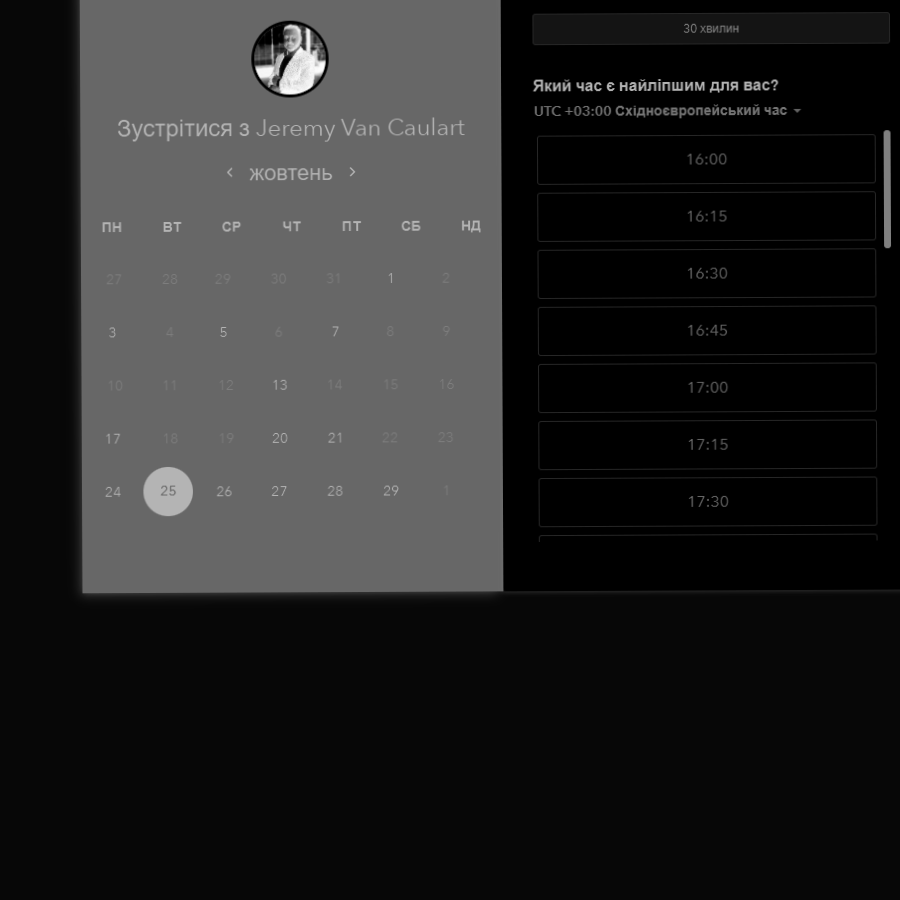 Зустрітися з Jeremy Van Caulart
‹ жовтень ›
ПН ВТ СР ЧТ ПТ СБ НД
27 28 29 30 31 1 2
3 4 5 6 7 8 9
10 11 12 13 14 15 16
17 18 19 20 21 22 23
24 25 26 27 28 29 1
30 хвилин
Який час є найліпшим для вас?
UTC +03:00 Східноєвропейський час
16:00
16:15
16:30
16:45
17:00
17:15
17:30